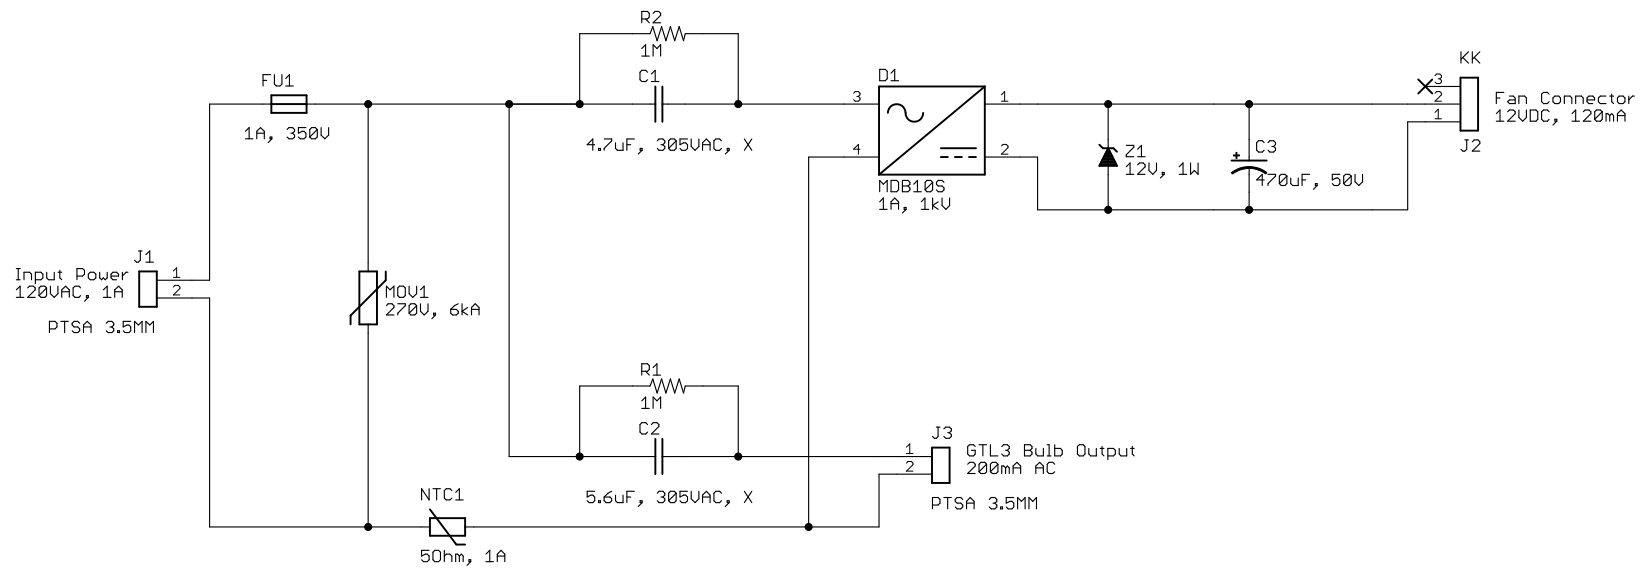 R2
1M
C1
4.7uF, 305VAC, X
FU1
1A, 350V
D1
3
4
1
2
MDB10S
1A, 1kV
Z1
12V, 1W
C3
+
470uF, 50V
KK
3
2
1
J2
Fan Connector
12VDC, 120mA
J1
1
2
Input Power
120VAC, 1A
PTSA 3.5MM
MOV1
270V, 6kA
R1
1M
C2
5.6uF, 305VAC, X
J3
1
2
GTL3 Bulb Output
200mA AC
PTSA 3.5MM
NTC1
5Ohm, 1A